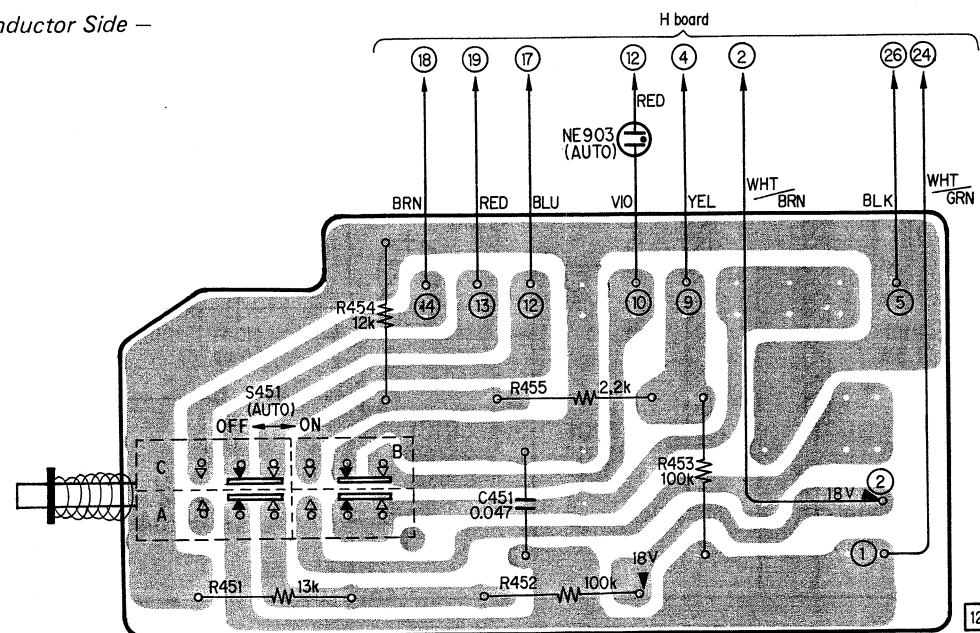 nductor Side —
H board
18 19 17 12 4 2 26 24
RED
NE903
(AUTO)
BRN RED BLU VIO YEL WHT/BRN BLK WHT/GRN
R454
12k
14 13 12 10 9 5
S451
(AUTO)
OFF ON
R455 2.2k
C B
A
R453
100k
C451
0.047
18V 2
1
18V
R451 13k R452 100k
12